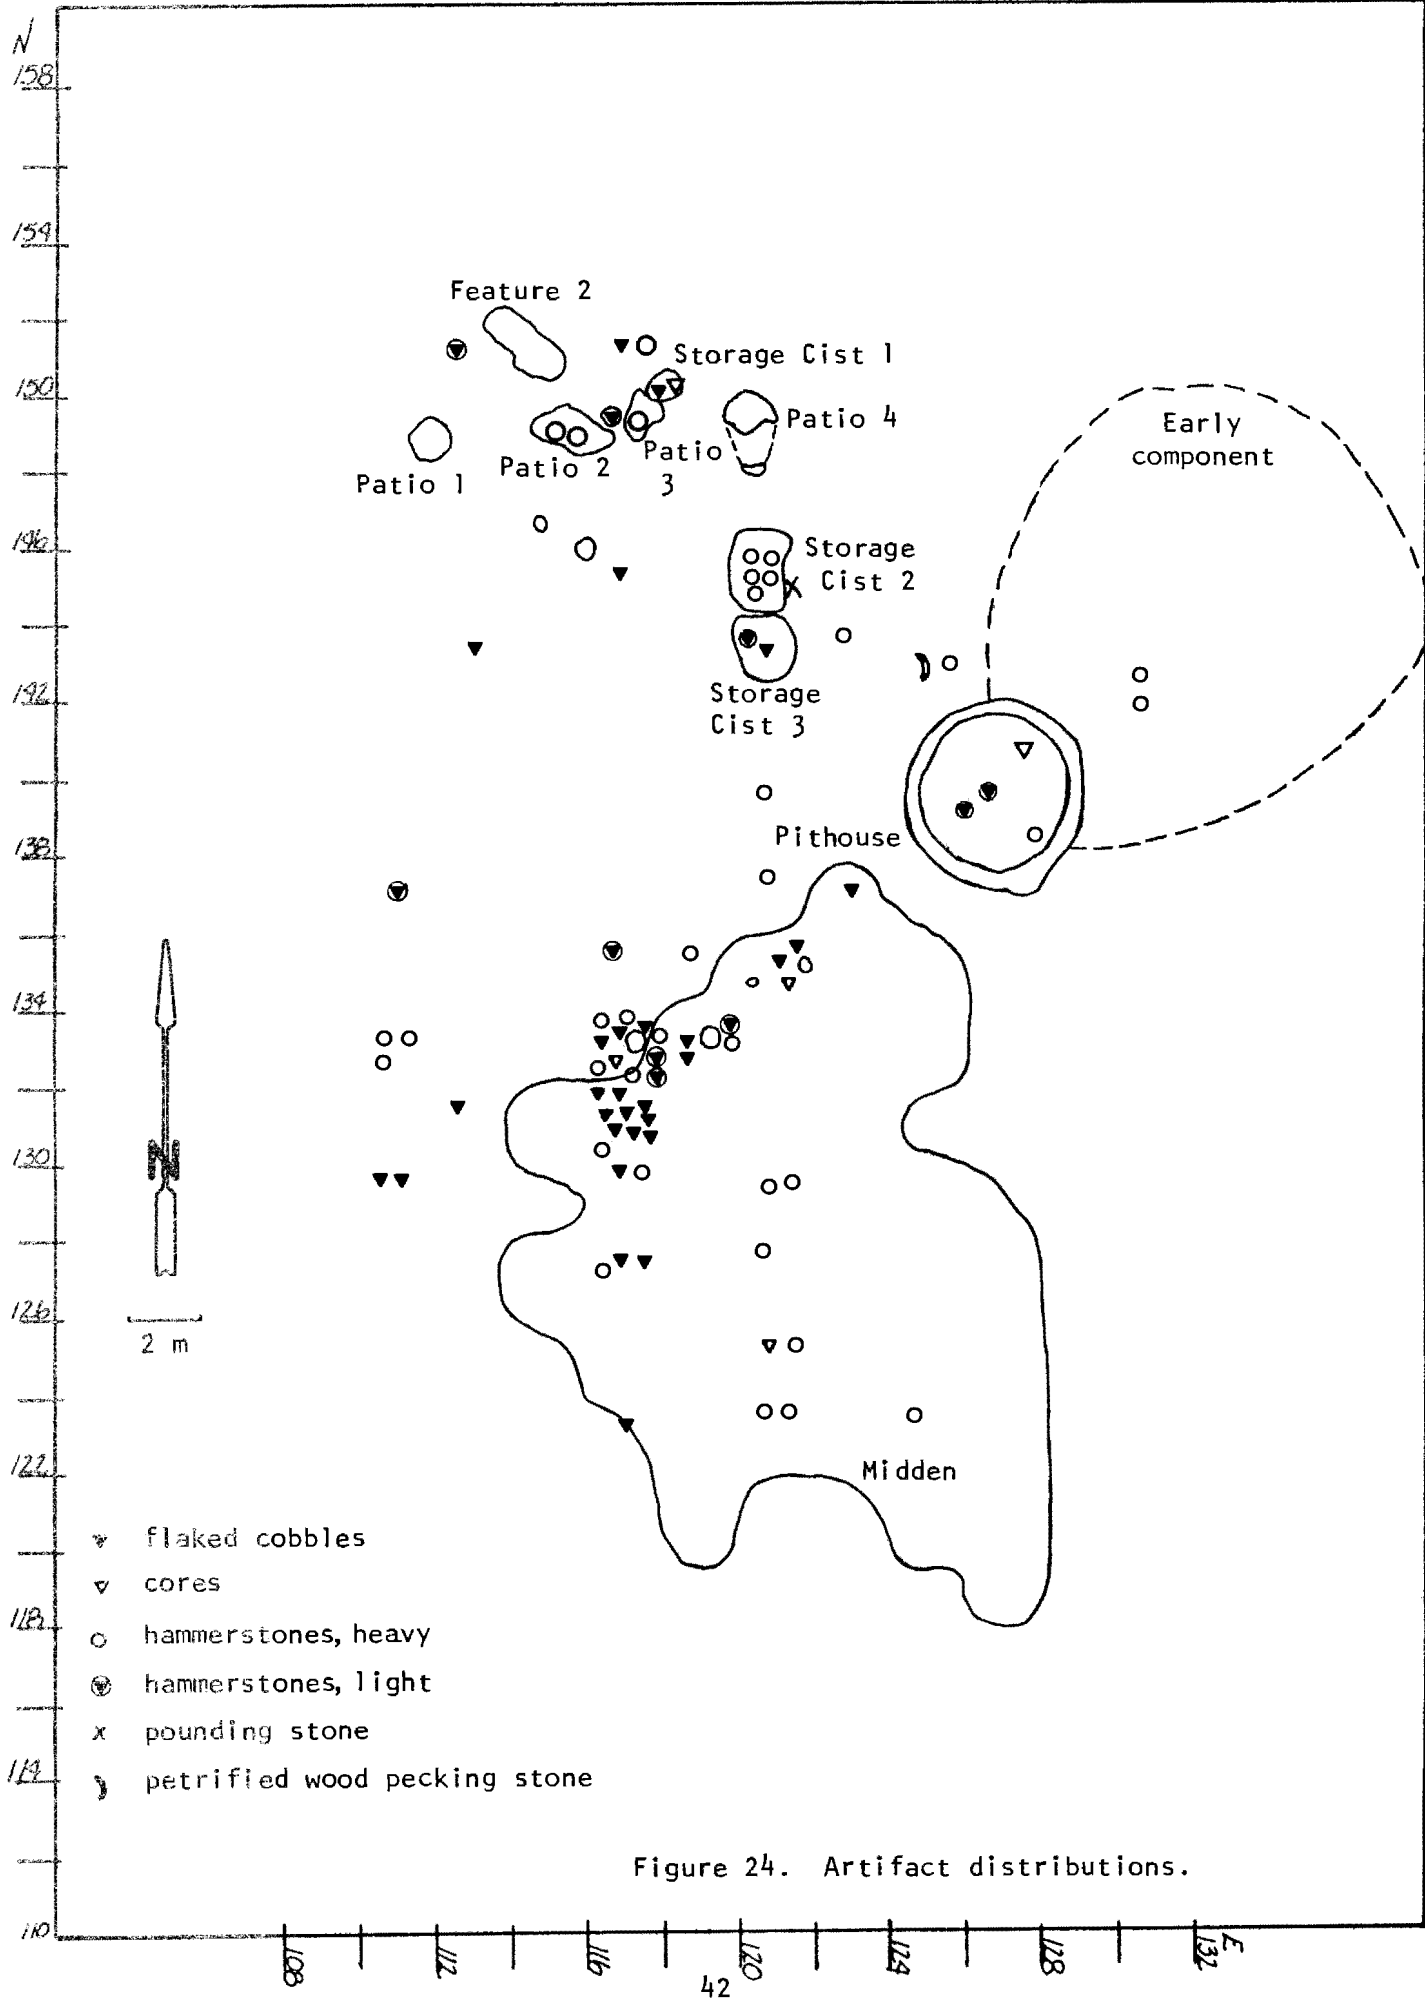 N
158
154
Feature 2
Storage Cist 1
150
Patio 4
Early
component
Patio 3
Patio 2
Patio 1
146
Storage
Cist 2
142
Storage
Cist 3
138
Pithouse
134
130
N
126
2 m
122
Midden
flaked cobbles
cores
118
hammerstones, heavy
hammerstones, light
x pounding stone
114
petrified wood pecking stone
Figure 24. Artifact distributions.
110
108 112 116 120 124 128 132 E
42